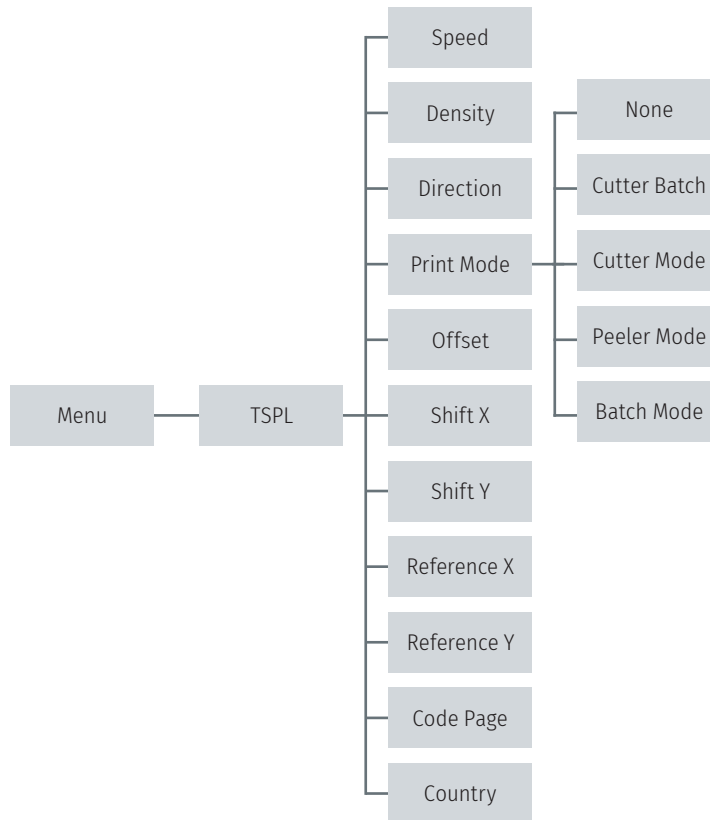 Menu
TSPL
Speed
Density
Direction
Print Mode
Offset
Shift X
Shift Y
Reference X
Reference Y
Code Page
Country
None
Cutter Batch
Cutter Mode
Peeler Mode
Batch Mode